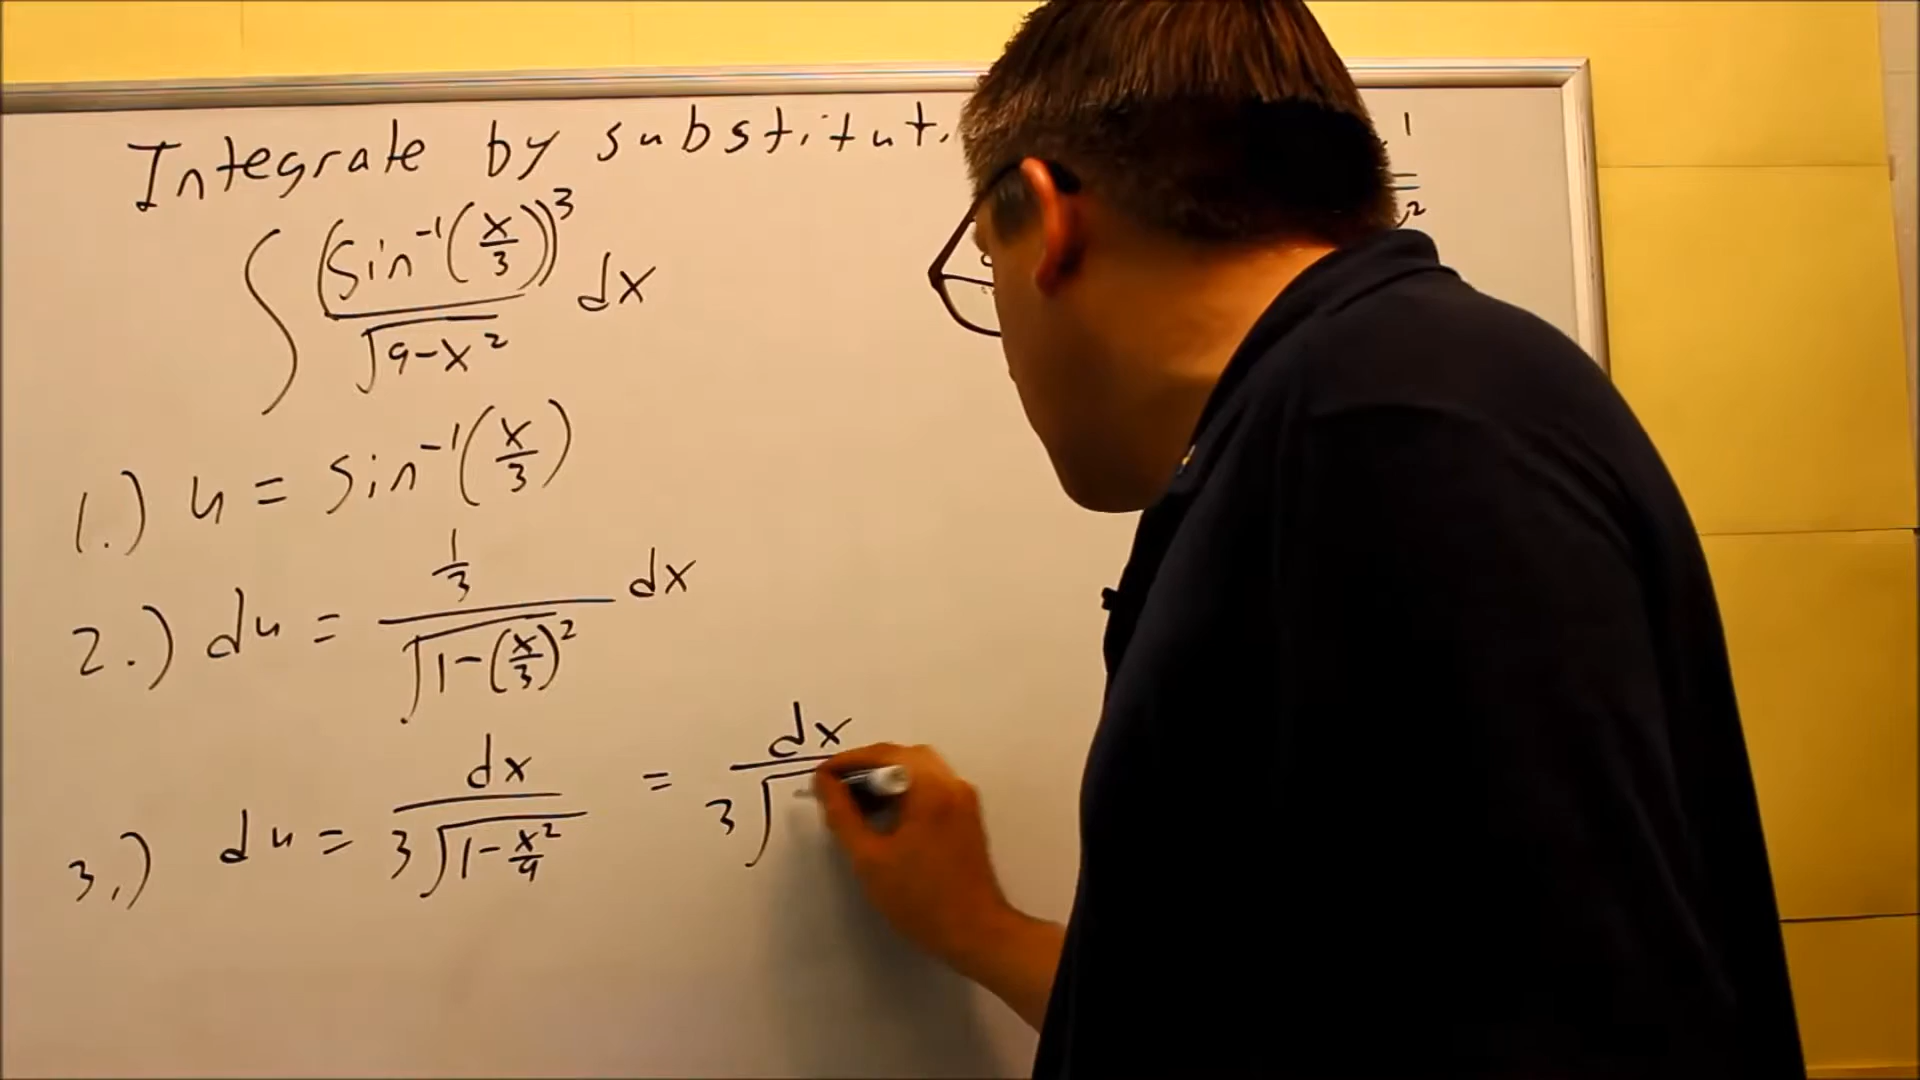 Integrate by substitut
∫ (sin⁻¹(x/3))³ / √(9-x²) dx
1.) u = sin⁻¹(x/3)
2.) du = (1/3) / √(1-(x/3)²) dx
3.) du = dx / 3√(1-x²/9) = dx / 3√